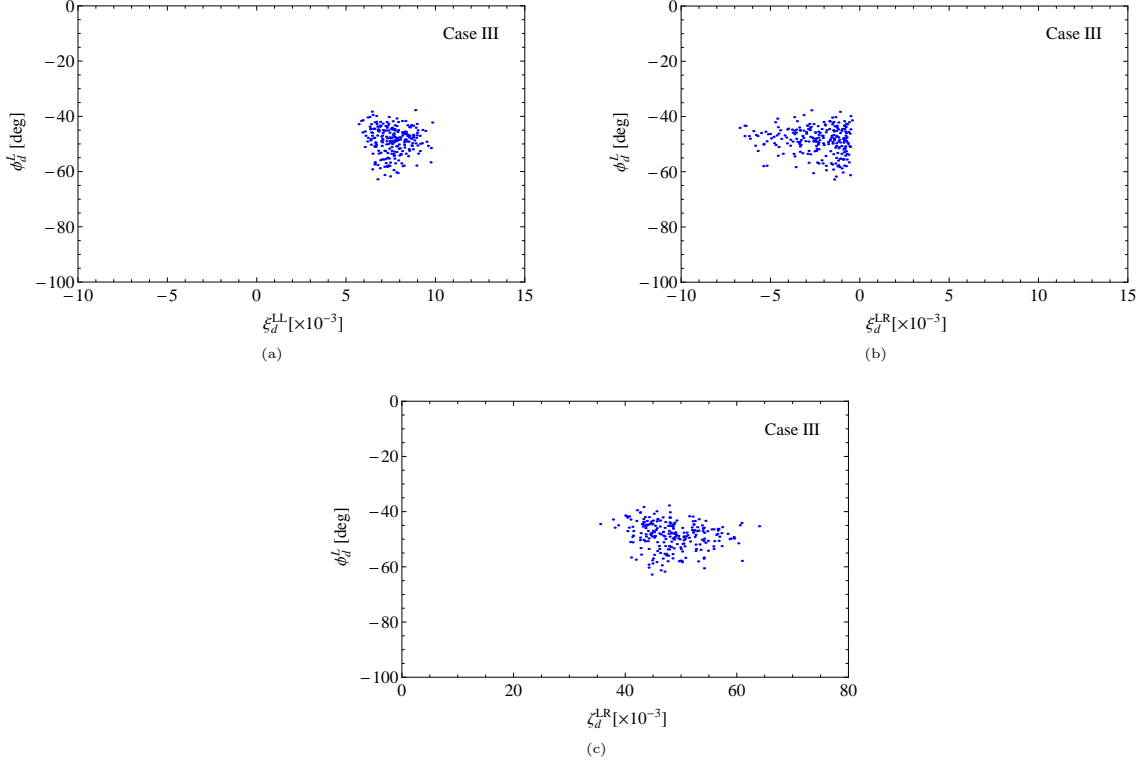 Case III
0
−20
−40
−60
−80
−100
−10
−5
0
5
10
15
ϕ_d^L [deg]
ξ_d^LL [×10⁻³]
(a)
Case III
0
−20
−40
−60
−80
−100
−10
−5
0
5
10
15
ϕ_d^L [deg]
ξ_d^LR [×10⁻³]
(b)
Case III
0
−20
−40
−60
−80
−100
0
20
40
60
80
ϕ_d^L [deg]
ζ_d^LR [×10⁻³]
(c)